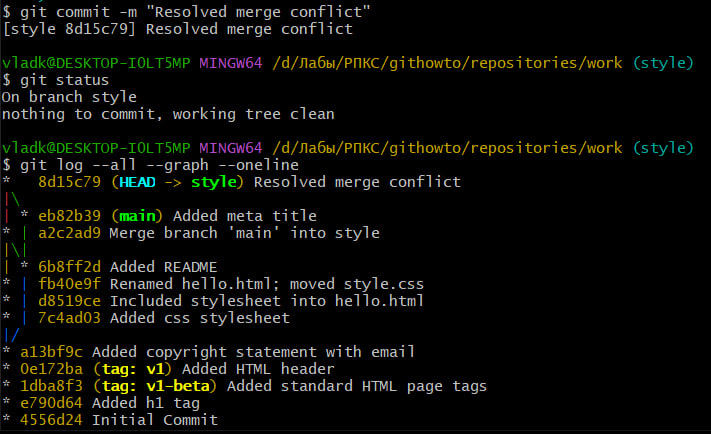 $ git commit -m "Resolved merge conflict"
[style 8d15c79] Resolved merge conflict
vladk@DESKTOP-I0LT5MP MINGW64 /d/Лабы/РПКС/githowto/repositories/work (style)
$ git status
On branch style
nothing to commit, working tree clean
vladk@DESKTOP-I0LT5MP MINGW64 /d/Лабы/РПКС/githowto/repositories/work (style)
$ git log --all --graph --oneline
*   8d15c79 (HEAD -> style) Resolved merge conflict
|\
| * eb82b39 (main) Added meta title
* | a2c2ad9 Merge branch 'main' into style
|\|
| * 6b8ff2d Added README
* | fb40e9f Renamed hello.html; moved style.css
* | d8519ce Included stylesheet into hello.html
* | 7c4ad03 Added css stylesheet
|/
* a13bf9c Added copyright statement with email
* 0e172ba (tag: v1) Added HTML header
* 1dba8f3 (tag: v1-beta) Added standard HTML page tags
* e790d64 Added h1 tag
* 4556d24 Initial Commit